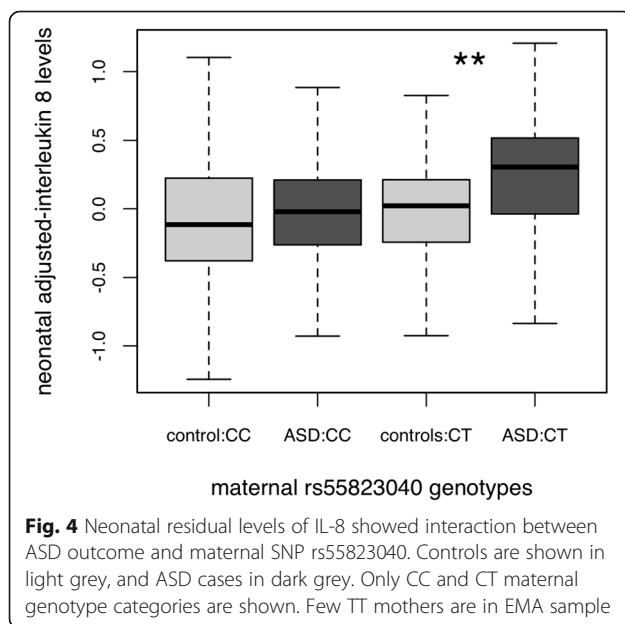 neonatal adjusted-interleukin 8 levels
1.0
0.5
0.0
-0.5
-1.0
**
control:CC ASD:CC controls:CT ASD:CT
maternal rs55823040 genotypes
Fig. 4 Neonatal residual levels of IL-8 showed interaction between
ASD outcome and maternal SNP rs55823040. Controls are shown in
light grey, and ASD cases in dark grey. Only CC and CT maternal
genotype categories are shown. Few TT mothers are in EMA sample